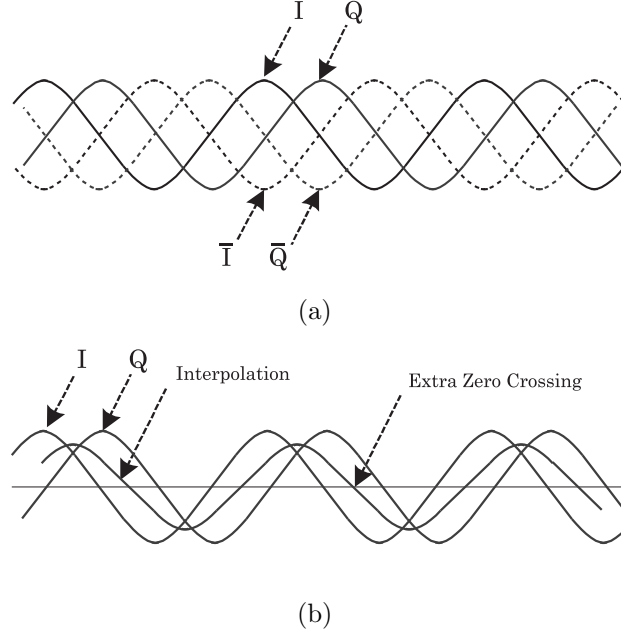 I Q
I̅ Q̅
(a)
I Q
Interpolation
Extra Zero Crossing
(b)